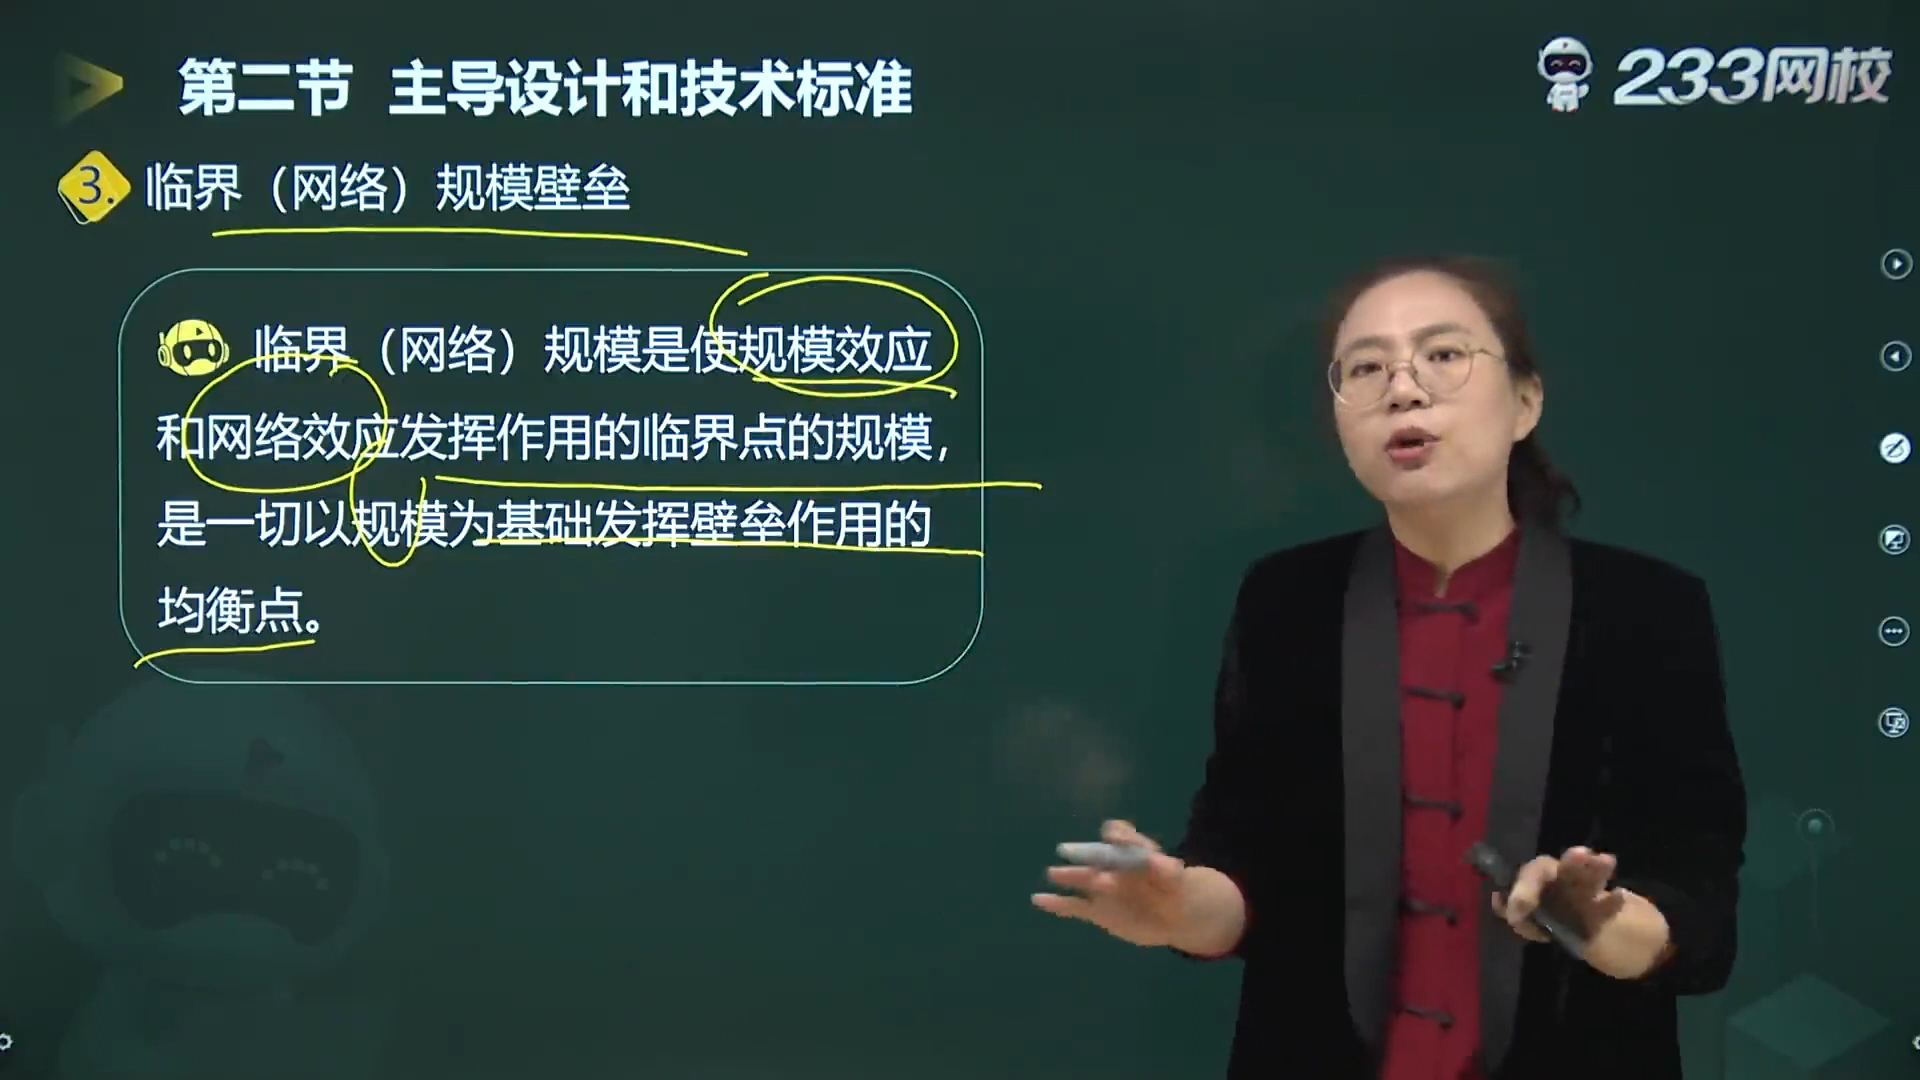 第二节 主导设计和技术标准
233网校
3. 临界（网络）规模壁垒
临界（网络）规模是使规模效应
和网络效应发挥作用的临界点的规模，
是一切以规模为基础发挥壁垒作用的
均衡点。